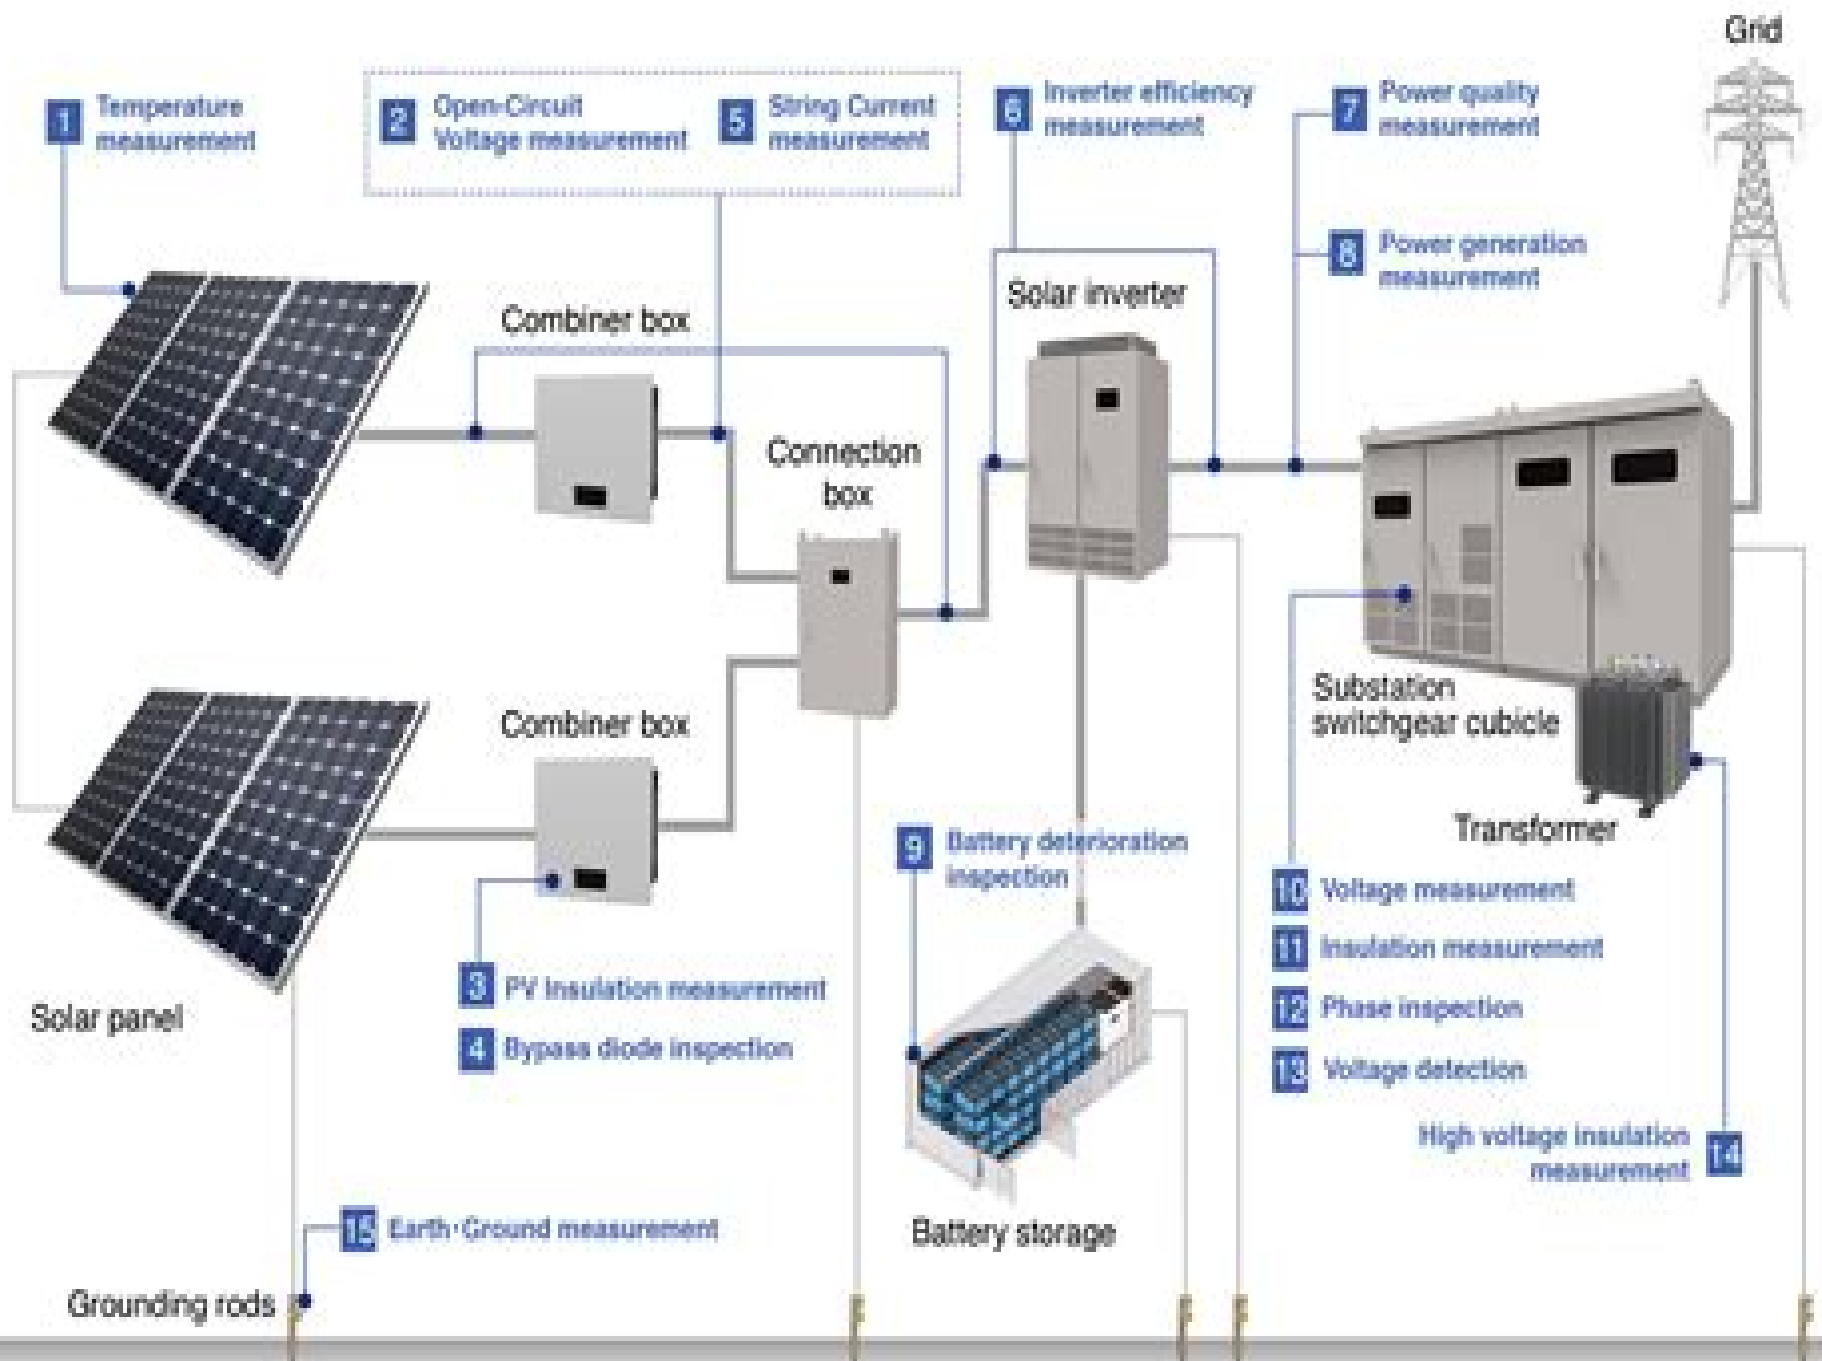 Grid
1 Temperature
measurement
2 Open-Circuit
Voltage measurement
5 String Current
measurement
6 Inverter efficiency
measurement
7 Power quality
measurement
8 Power generation
measurement
Solar inverter
Combiner box
Connection
box
Substation
switchgear cubicle
Transformer
Combiner box
9 Battery deterioration
inspection
10 Voltage measurement
11 Insulation measurement
12 Phase inspection
13 Voltage detection
3 PV Insulation measurement
4 Bypass diode inspection
Solar panel
High voltage insulation
measurement 14
15 Earth·Ground measurement
Battery storage
Grounding rods